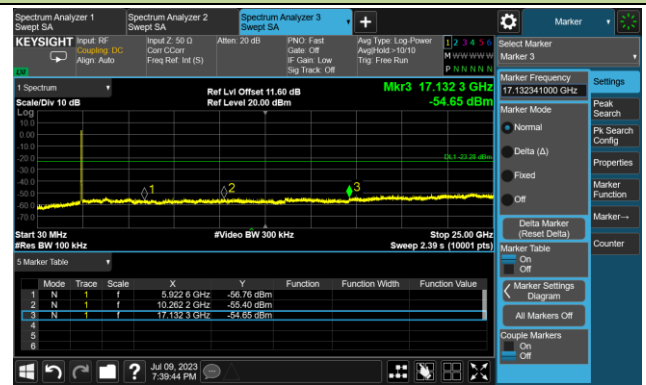 Spectrum Analyzer 1
Swept SA
Spectrum Analyzer 2
Swept SA
Spectrum Analyzer 3
Swept SA
Marker
KEYSIGHT
Input: RF
Coupling: DC
Align: Auto
Input Z: 50 Ω
Corr CCorr
Freq Ref: Int (S)
Atten: 20 dB
PNO: Fast
Gate: Off
IF Gain: Low
Sig Track: Off
Avg Type: Log-Power
Avg|Hold:>10/10
Trig: Free Run
1 2 3 4 5 6
M W W W W W
P N N N N N
Select Marker
Marker 3
1 Spectrum
Scale/Div 10 dB
Ref Lvl Offset 11.60 dB
Ref Level 20.00 dBm
Mkr3 17.132 3 GHz
-54.65 dBm
Log
10.0
0.00
-10.0
-20.0
-30.0
-40.0
-50.0
-60.0
-70.0
DL1 -23.28 dBm
1
2
3
Start 30 MHz
#Res BW 100 kHz
#Video BW 300 kHz
Stop 25.00 GHz
Sweep 2.39 s (10001 pts)
5 Marker Table
Mode Trace Scale X Y Function Function Width Function Value
1 N 1 f 5.922 6 GHz -56.76 dBm
2 N 1 f 10.262 2 GHz -55.40 dBm
3 N 1 f 17.132 3 GHz -54.65 dBm
4
5
6
Marker Frequency
17.132341000 GHz
Marker Mode
Normal
Delta (Δ)
Fixed
Off
Delta Marker
(Reset Delta)
Marker Table
On
Off
Marker Settings
Diagram
All Markers Off
Couple Markers
On
Off
Settings
Peak
Search
Pk Search
Config
Properties
Marker
Function
Marker→
Counter
Jul 09, 2023
7:39:44 PM